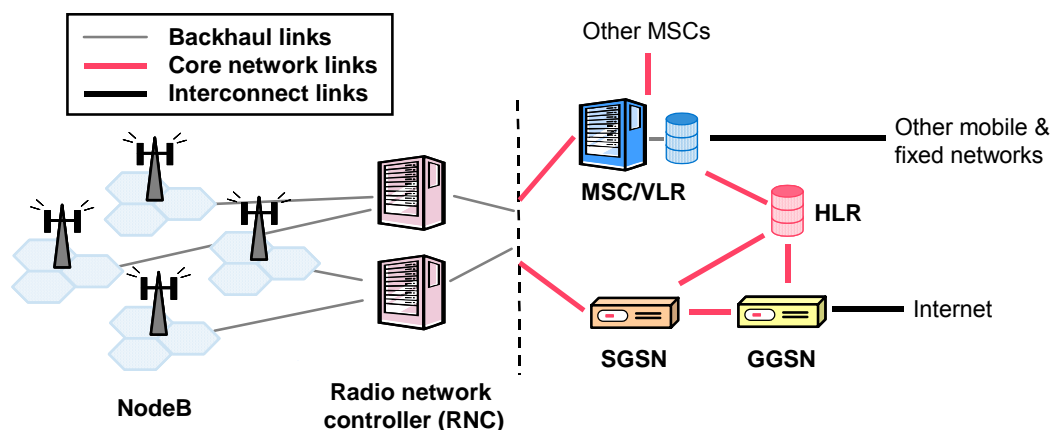 Backhaul links
Core network links
Interconnect links
Other MSCs
Other mobile &
fixed networks
MSC/VLR
HLR
Internet
SGSN
GGSN
NodeB
Radio network
controller (RNC)